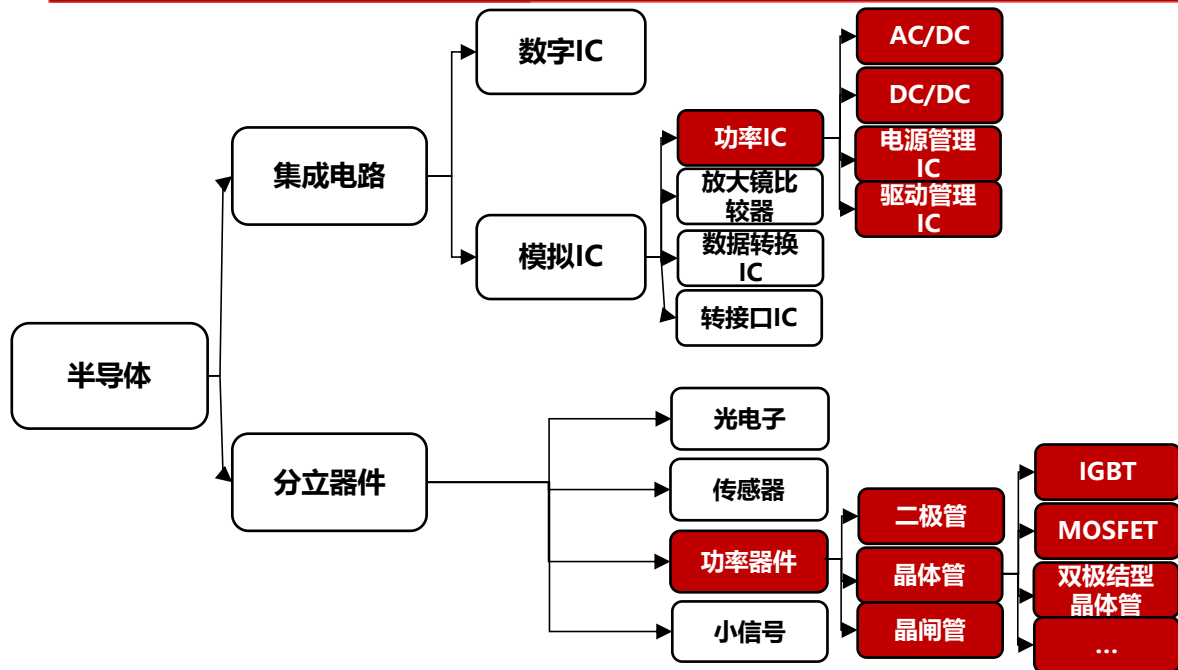 数字IC
AC/DC
DC/DC
功率IC
电源管理
IC
集成电路
放大镜比
较器
驱动管理
IC
模拟IC
数据转换
IC
转接口IC
半导体
光电子
分立器件
传感器
IGBT
二极管
MOSFET
功率器件
晶体管
双极结型
晶体管
小信号
晶闸管
...